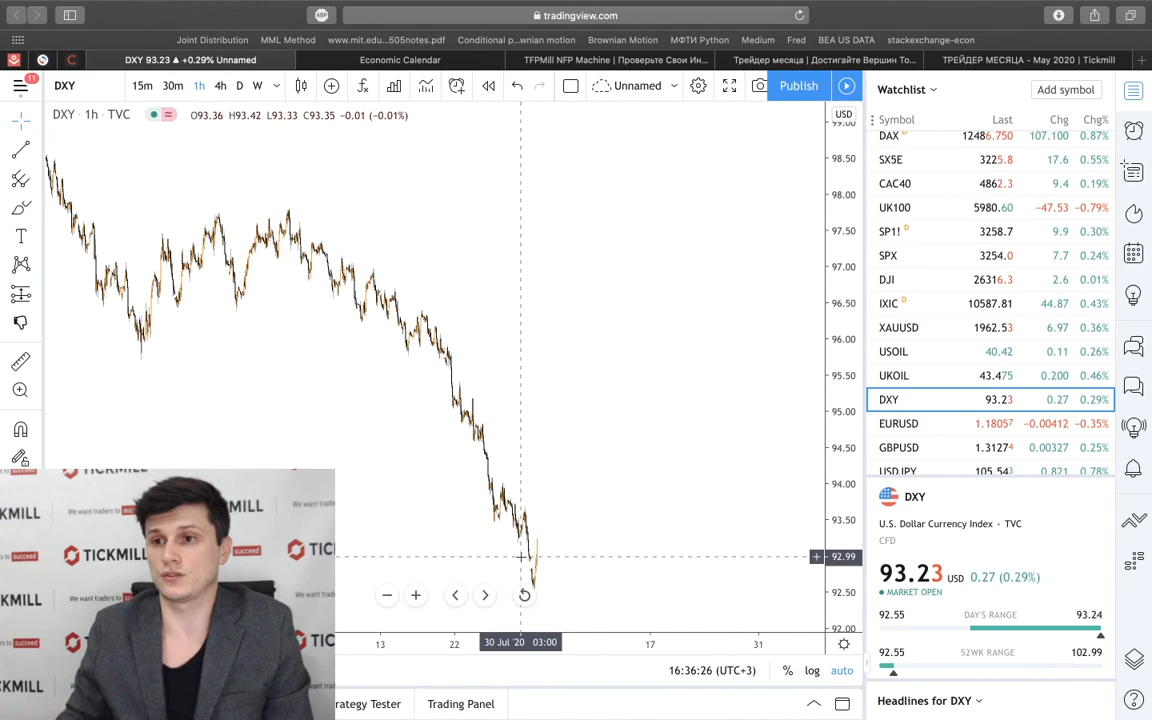 tradingview.com
Joint Distribution
MML Method
www.mit.edu...505notes.pdf
Conditional p...wnian motion
Brownian Motion
МФТИ Python
Medium
Fred
BEA US DATA
stackexchange-econ
DXY 93.23 ▲ +0.29% Unnamed
Economic Calendar
TFPMill NFP Machine | Проверьте Свои Ин...
Трейдер месяца | Достигайте Вершин То...
ТРЕЙДЕР МЕСЯЦА - May 2020 | Tickmill
11
DXY
15m 30m 1h 4h D W
Unnamed
Publish
DXY · 1h · TVC
O93.36 H93.42 L93.33 C93.35 −0.01 (−0.01%)
USD
99.00
98.50
98.00
97.50
97.00
96.50
96.00
95.50
95.00
94.50
94.00
93.50
92.99
92.50
92.00
13
22
30 Jul '20 03:00
17
31
16:36:26 (UTC+3)
% log auto
rategy Tester
Trading Panel
Watchlist
Add symbol
Symbol Last Chg Chg%
DAX D 12486.750 107.100 0.87%
SX5E 3225.8 17.6 0.55%
CAC40 4862.3 9.4 0.19%
UK100 5980.60 −47.53 −0.79%
SP1! D 3258.7 9.9 0.30%
SPX 3254.0 7.7 0.24%
DJI 26316.3 2.6 0.01%
IXIC D 10587.81 44.87 0.43%
XAUUSD 1962.53 6.97 0.36%
USOIL 40.42 0.11 0.26%
UKOIL 43.475 0.200 0.46%
DXY 93.23 0.27 0.29%
EURUSD 1.18057 −0.00412 −0.35%
GBPUSD 1.31274 0.00327 0.25%
USDJPY 105.543 0.821 0.78%
DXY
U.S. Dollar Currency Index · TVC
CFD
93.23 USD 0.27 (0.29%)
MARKET OPEN
92.55 DAY'S RANGE 93.24
92.55 52WK RANGE 102.99
Headlines for DXY
ABP
TICKMILL
We want traders to succeed
KMILL
TICKMILL
succeed